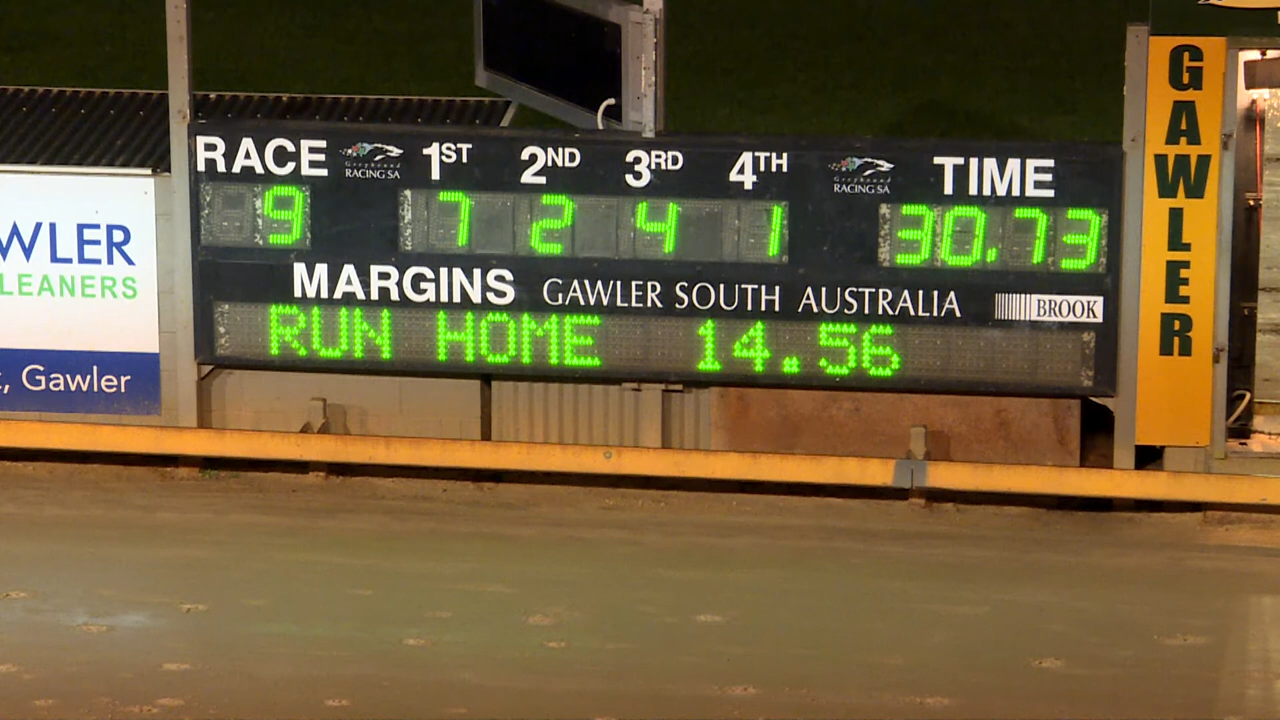 RACE 1ST 2ND 3RD 4TH TIME
Greyhound RACING SA
Greyhound RACING SA
9 7 2 4 1 30.73
MARGINS GAWLER SOUTH AUSTRALIA BROOK
RUN HOME 14.56
WLER
LEANERS
, Gawler
GAWLER